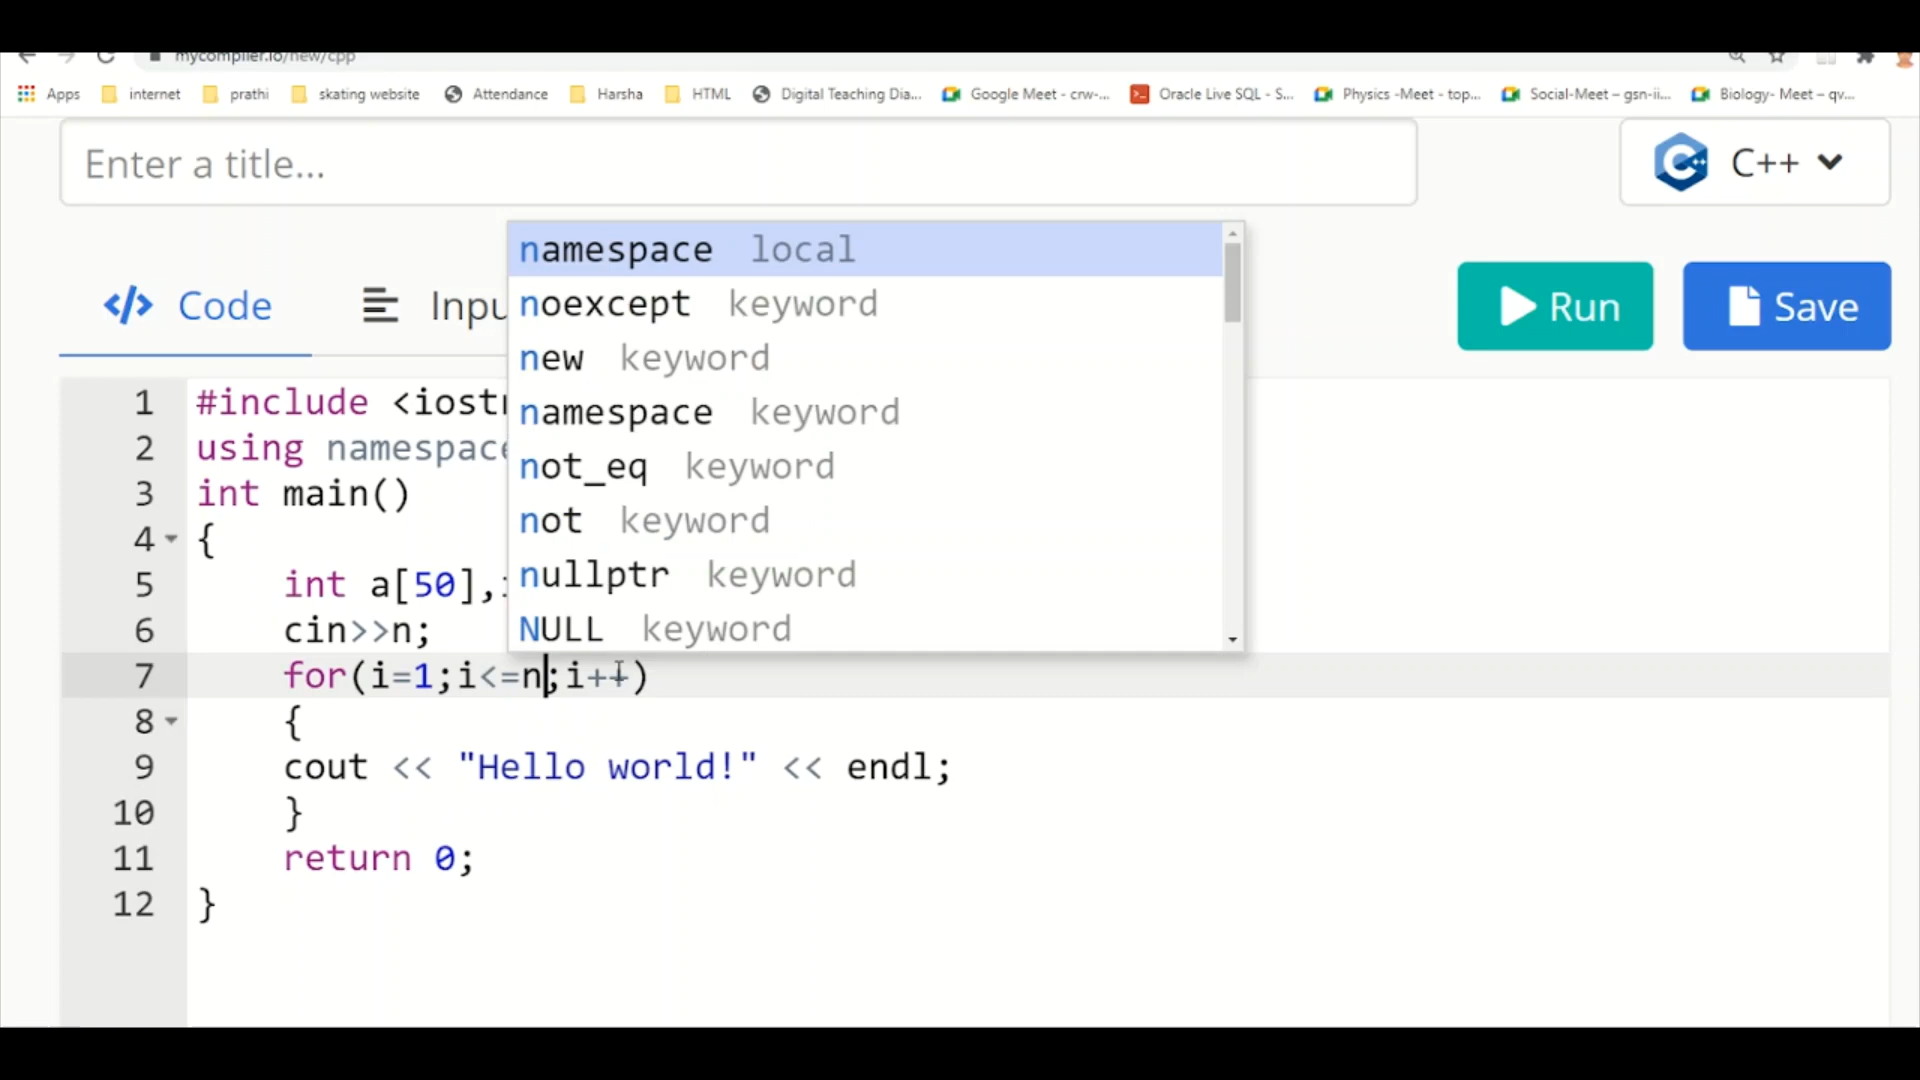 mycompiler.io/new/cpp
Apps internet prathi skating website Attendance Harsha HTML Digital Teaching Dia... Google Meet - crw-... Oracle Live SQL - S... Physics -Meet - top... Social-Meet – gsn-ii... Biology- Meet – qv...
Enter a title... C++
namespace local
noexcept keyword
new keyword
namespace keyword
not_eq keyword
not keyword
nullptr keyword
NULL keyword
</> Code Inpu Run Save
1 #include <iost
2 using namespace
3 int main()
4 {
5 int a[50],
6 cin>>n;
7 for(i=1;i<=n;i++)
8 {
9 cout << "Hello world!" << endl;
10 }
11 return 0;
12 }